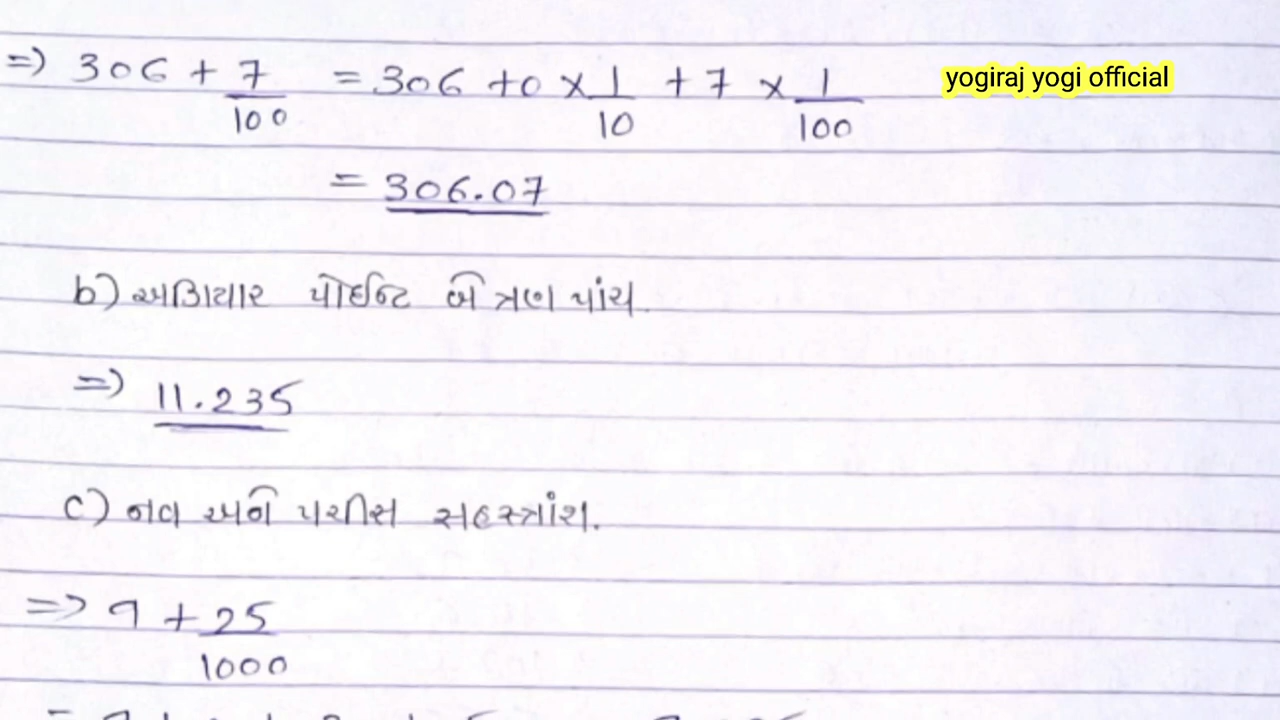 => 306 + 7/100 = 306 + 0 × 1/10 + 7 × 1/100
yogiraj yogi official
= 306.07
b) અગિયાર પોઈન્ટ બે ત્રણ પાંચ.
=> 11.235
c) નવ અને પચીસ સહસ્ત્રાંશ.
=> 9 + 25/1000